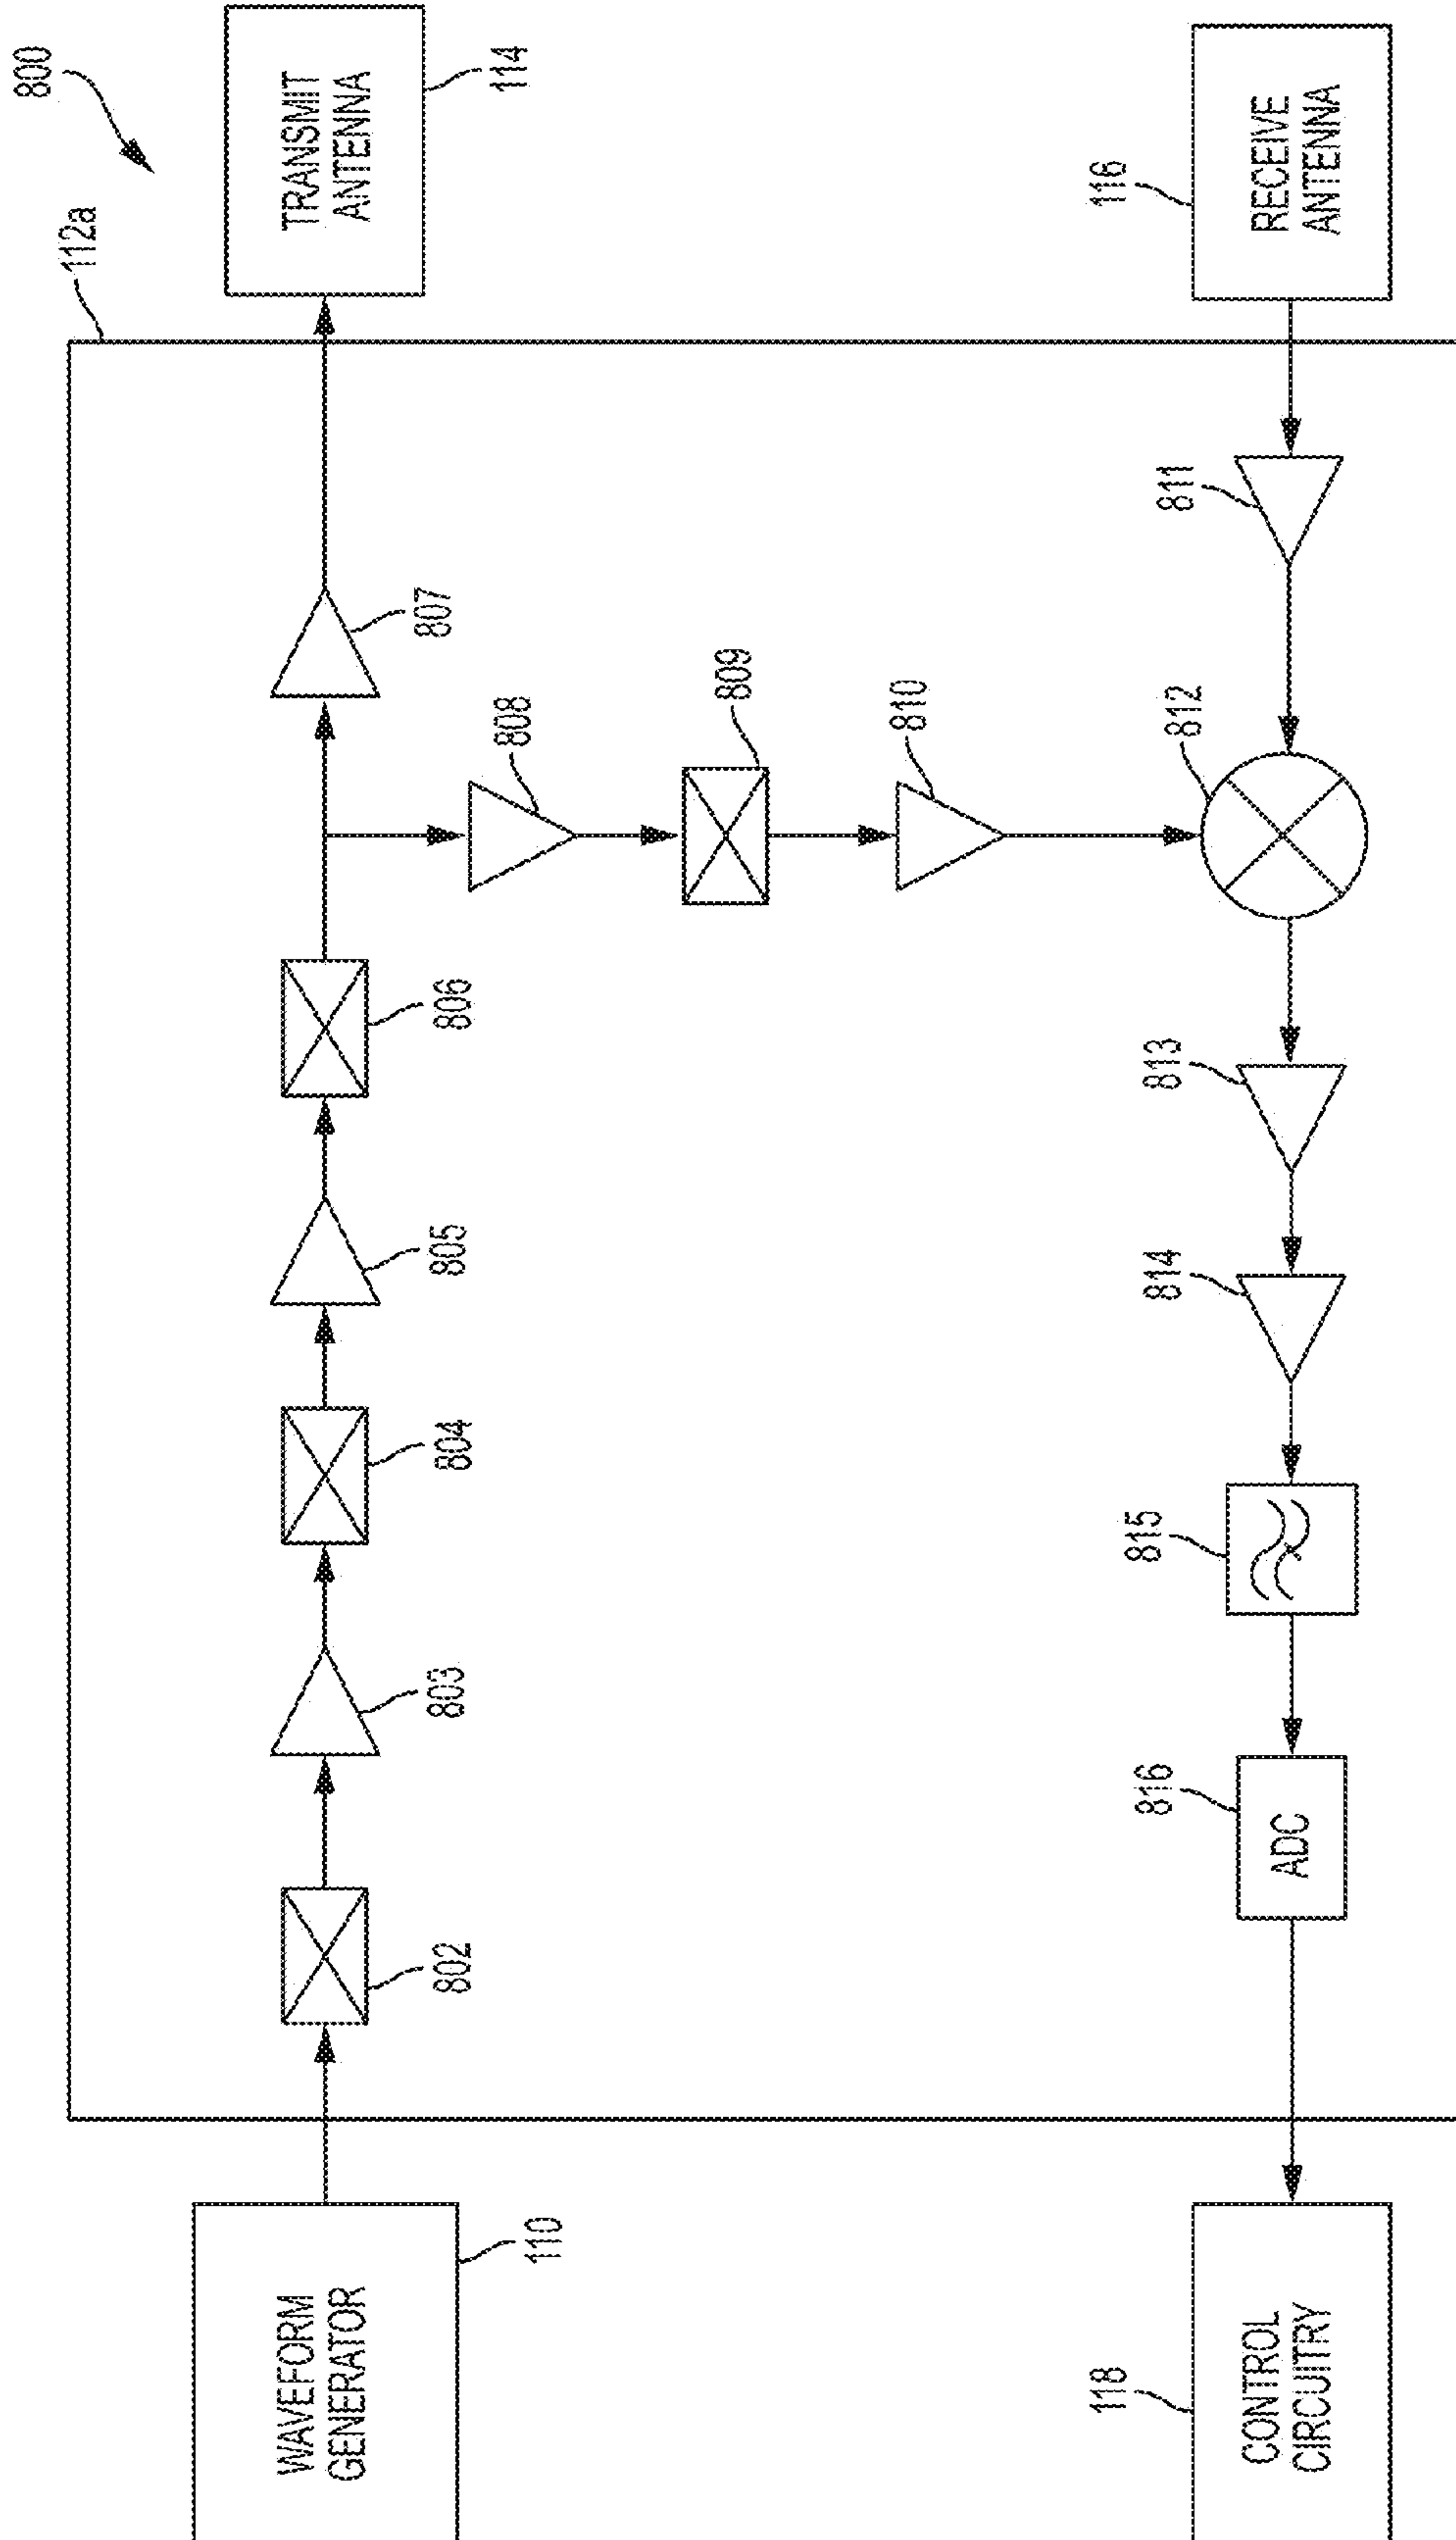 800
112a
WAVEFORM
GENERATOR
110
802
803
804
805
806
807
TRANSMIT
ANTENNA
114
808
809
810
CONTROL
CIRCUITRY
118
ADC
816
815
814
813
812
811
RECEIVE
ANTENNA
116